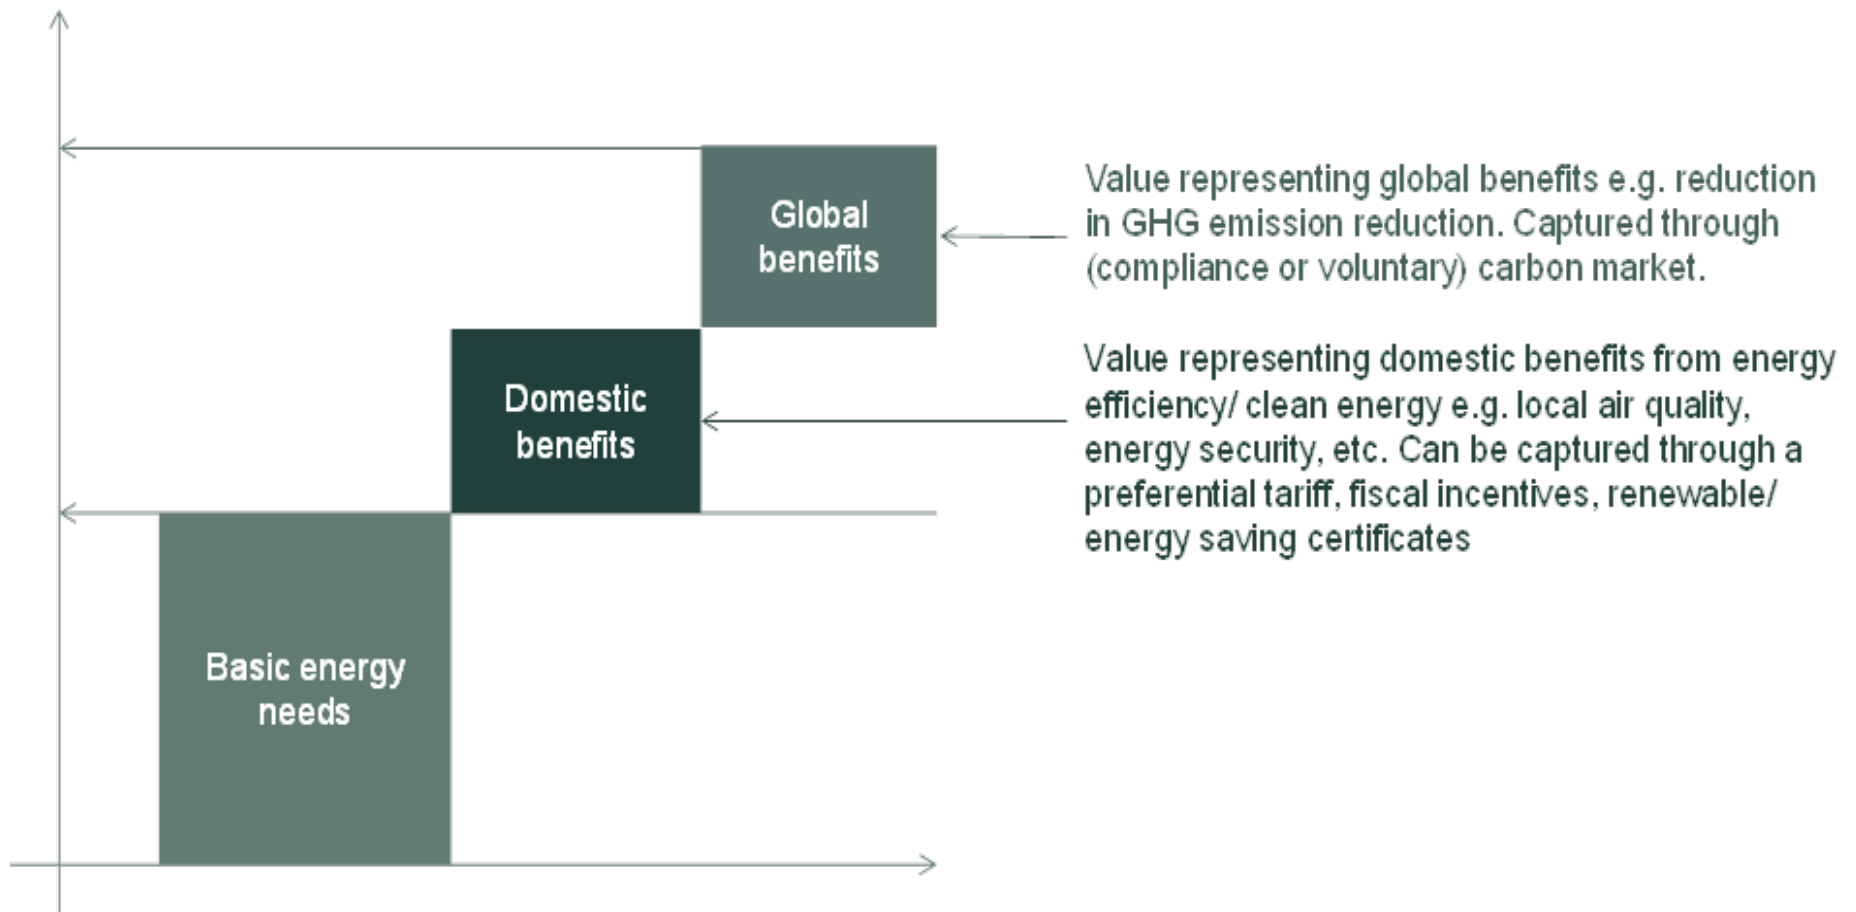 Global
benefits
Value representing global benefits e.g. reduction
in GHG emission reduction. Captured through
(compliance or voluntary) carbon market.
Domestic
benefits
Value representing domestic benefits from energy
efficiency/ clean energy e.g. local air quality,
energy security, etc. Can be captured through a
preferential tariff, fiscal incentives, renewable/
energy saving certificates
Basic energy
needs